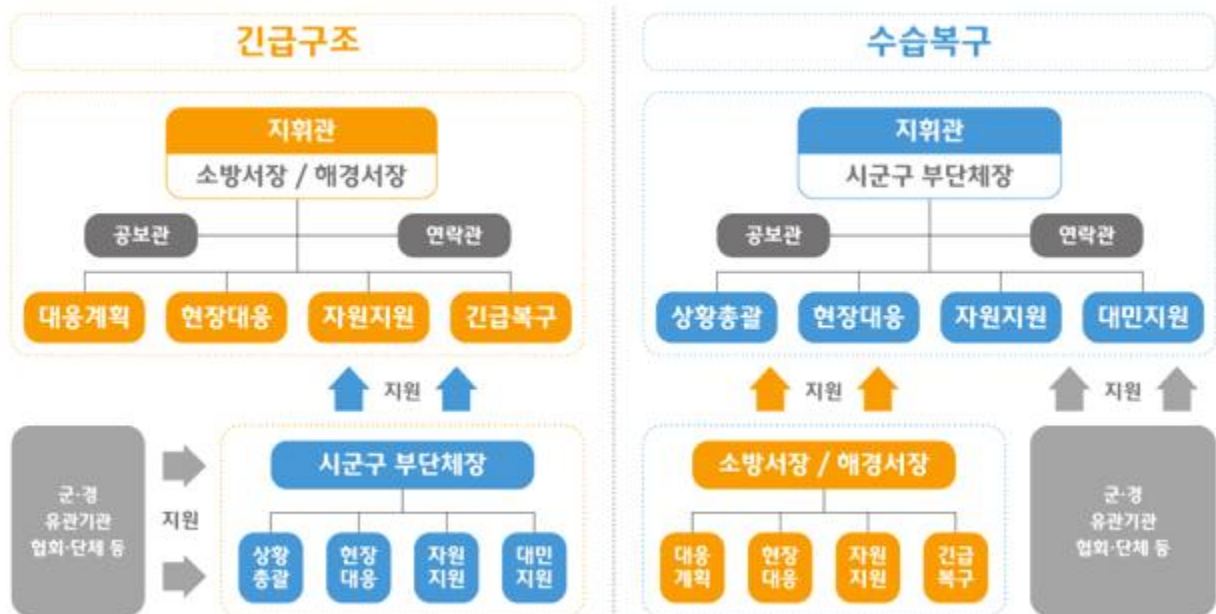 긴급구조
지휘관
소방서장 / 해경서장
공보관
연락관
대응계획
현장대응
자원지원
긴급복구
지원
군·경
유관기관
협회·단체 등
지원
시군구 부단체장
상황
총괄
현장
대응
자원
지원
대민
지원
수습복구
지휘관
시군구 부단체장
공보관
연락관
상황총괄
현장대응
자원지원
대민지원
지원
지원
소방서장 / 해경서장
대응
계획
현장
대응
자원
지원
긴급
복구
군·경
유관기관
협회·단체 등